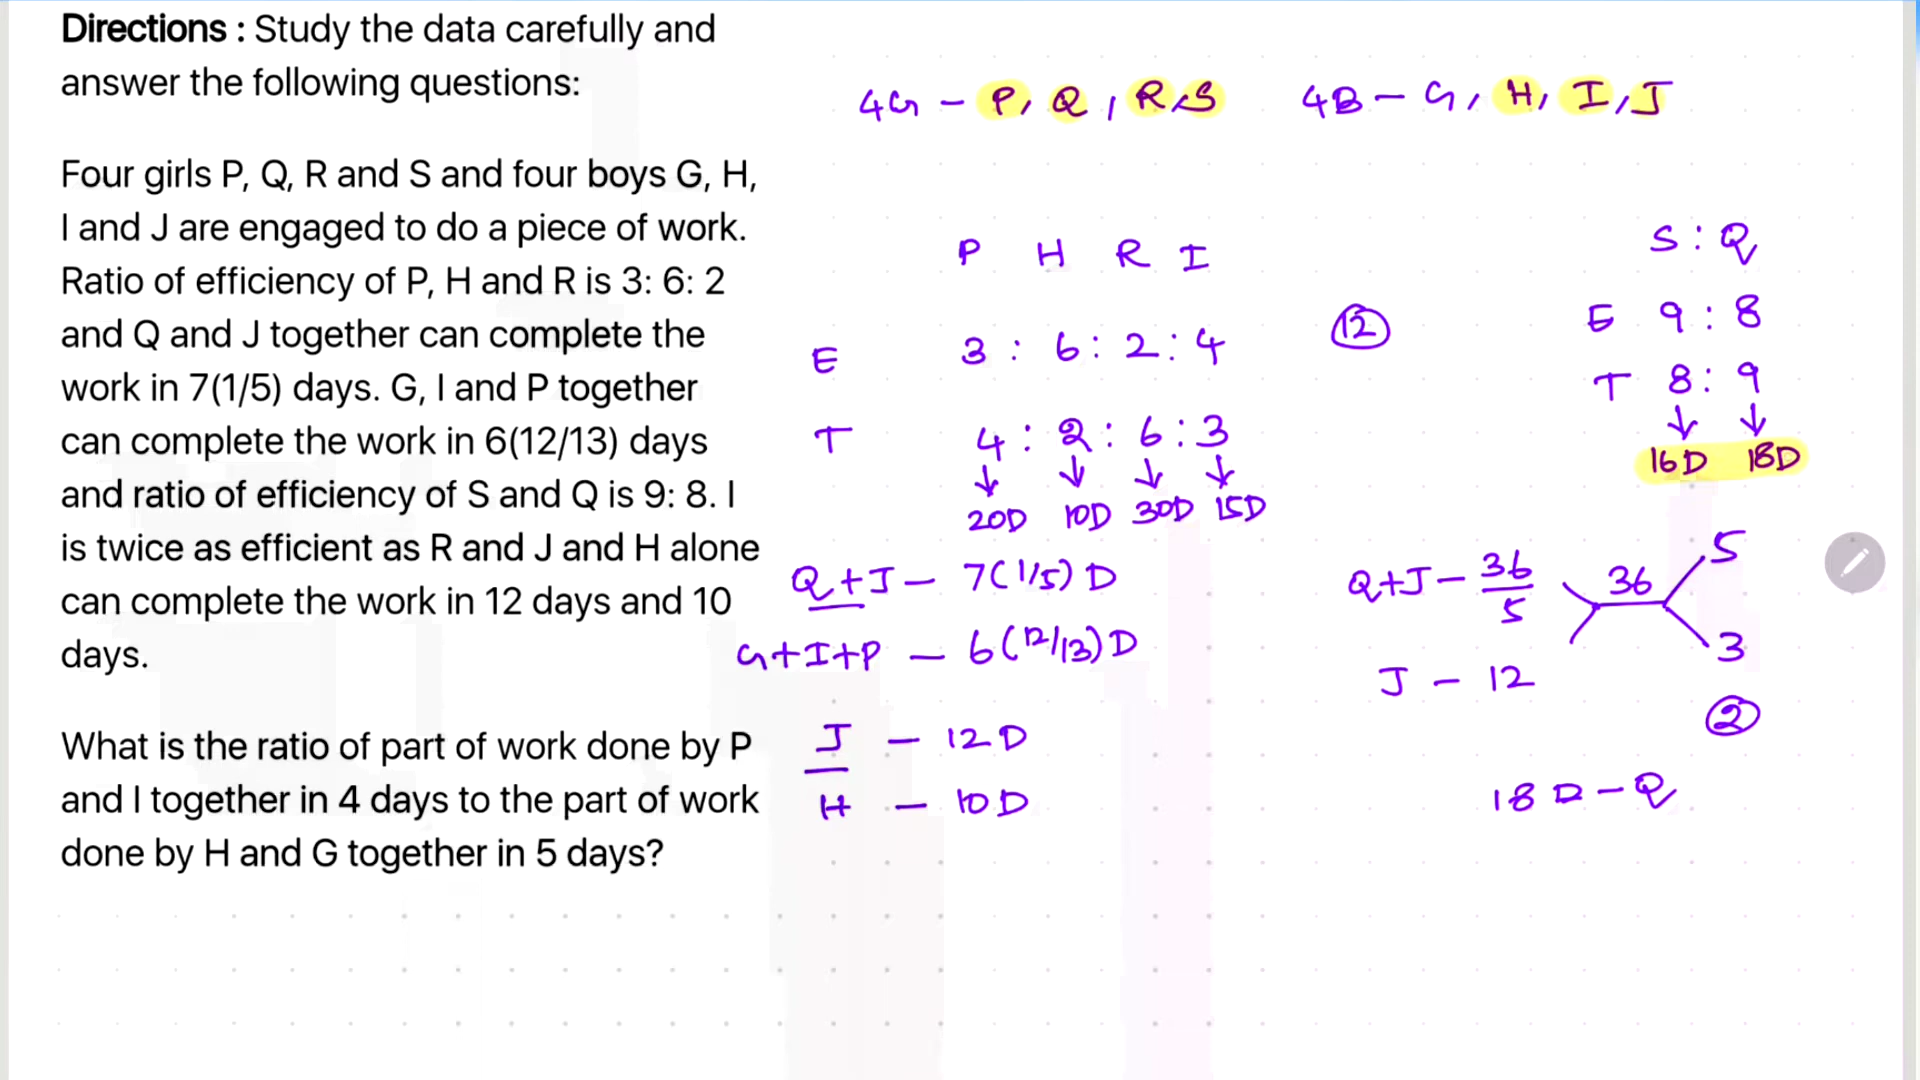 Directions : Study the data carefully and
answer the following questions:
Four girls P, Q, R and S and four boys G, H,
I and J are engaged to do a piece of work.
Ratio of efficiency of P, H and R is 3: 6: 2
and Q and J together can complete the
work in 7(1/5) days. G, I and P together
can complete the work in 6(12/13) days
and ratio of efficiency of S and Q is 9: 8. I
is twice as efficient as R and J and H alone
can complete the work in 12 days and 10
days.
What is the ratio of part of work done by P
and I together in 4 days to the part of work
done by H and G together in 5 days?
4G - P, Q, R, S
4B - G, H, I, J
P H R I
E 3 : 6 : 2 : 4
T 4 : 2 : 6 : 3
20D 10D 30D 15D
12
S : Q
E 9 : 8
T 8 : 9
16D 18D
Q+J - 7(1/5) D
G+I+P - 6(12/13) D
J - 12 D
H - 10 D
Q+J - 36/5 36 5
J - 12 3
2
18 D - Q